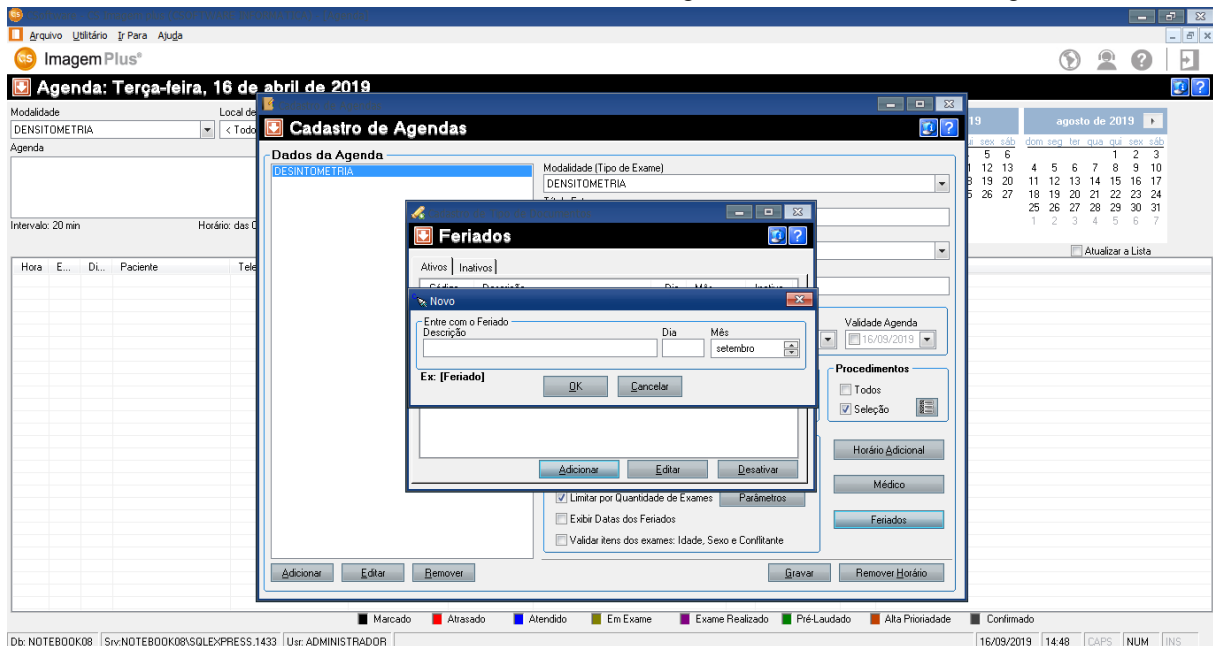 Arquivo Utilitário Ir Para Ajuda
GS ImagemPlus®
Agenda: Terça-feira, 16 de abril de 2019
Modalidade
Local de
DENSITOMETRIA
< Todo
Agenda
Intervalo: 20 min
Horário: das
Hora E... Di... Paciente Tele
Cadastro de Agendas
Dados da Agenda
DESINTOMETRIA
Modalidade (Tipo de Exame)
DENSITOMETRIA
Feriados
Ativos Inativos
Código Descrição Dia Mês Inativo
Novo
Entre com o Feriado
Descrição Dia Mês
setembro
Ex: [Feriado]
OK Cancelar
Adicionar Editar Desativar
Validade Agenda
16/09/2019
Procedimentos
Todos
Seleção
Horário Adicional
Médico
Feriados
Limitar por Quantidade de Exames Parâmetros
Exibir Datas dos Feriados
Validar itens dos exames: Idade, Sexo e Conflitante
Adicionar Editar Remover
Gravar Remover Horário
19
sex sáb
5 6
12 13
19 20
26 27
agosto de 2019
dom seg ter qua qui sex sáb
1 2 3
4 5 6 7 8 9 10
11 12 13 14 15 16 17
18 19 20 21 22 23 24
25 26 27 28 29 30 31
1 2 3 4 5 6 7
Atualizar a Lista
Marcado Atrasado Atendido Em Exame Exame Realizado Pré-Laudado Alta Prioriadade Confirmado
Db: NOTEBOOK08 Srv:NOTEBOOK08\SQLEXPRESS,1433 Usr: ADMINISTRADOR 16/09/2019 14:48 CAPS NUM INS